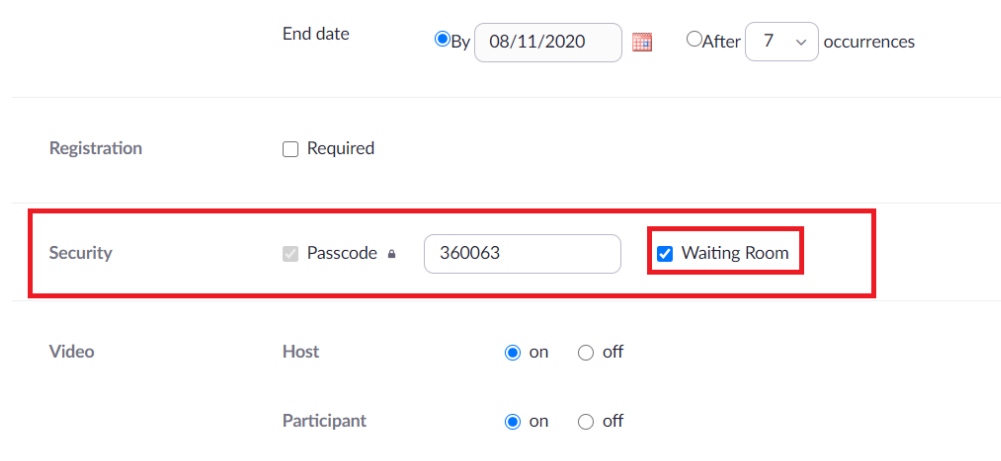 End date By 08/11/2020 After 7 occurrences
Registration Required
Security Passcode 360063 Waiting Room
Video Host on off
Participant on off